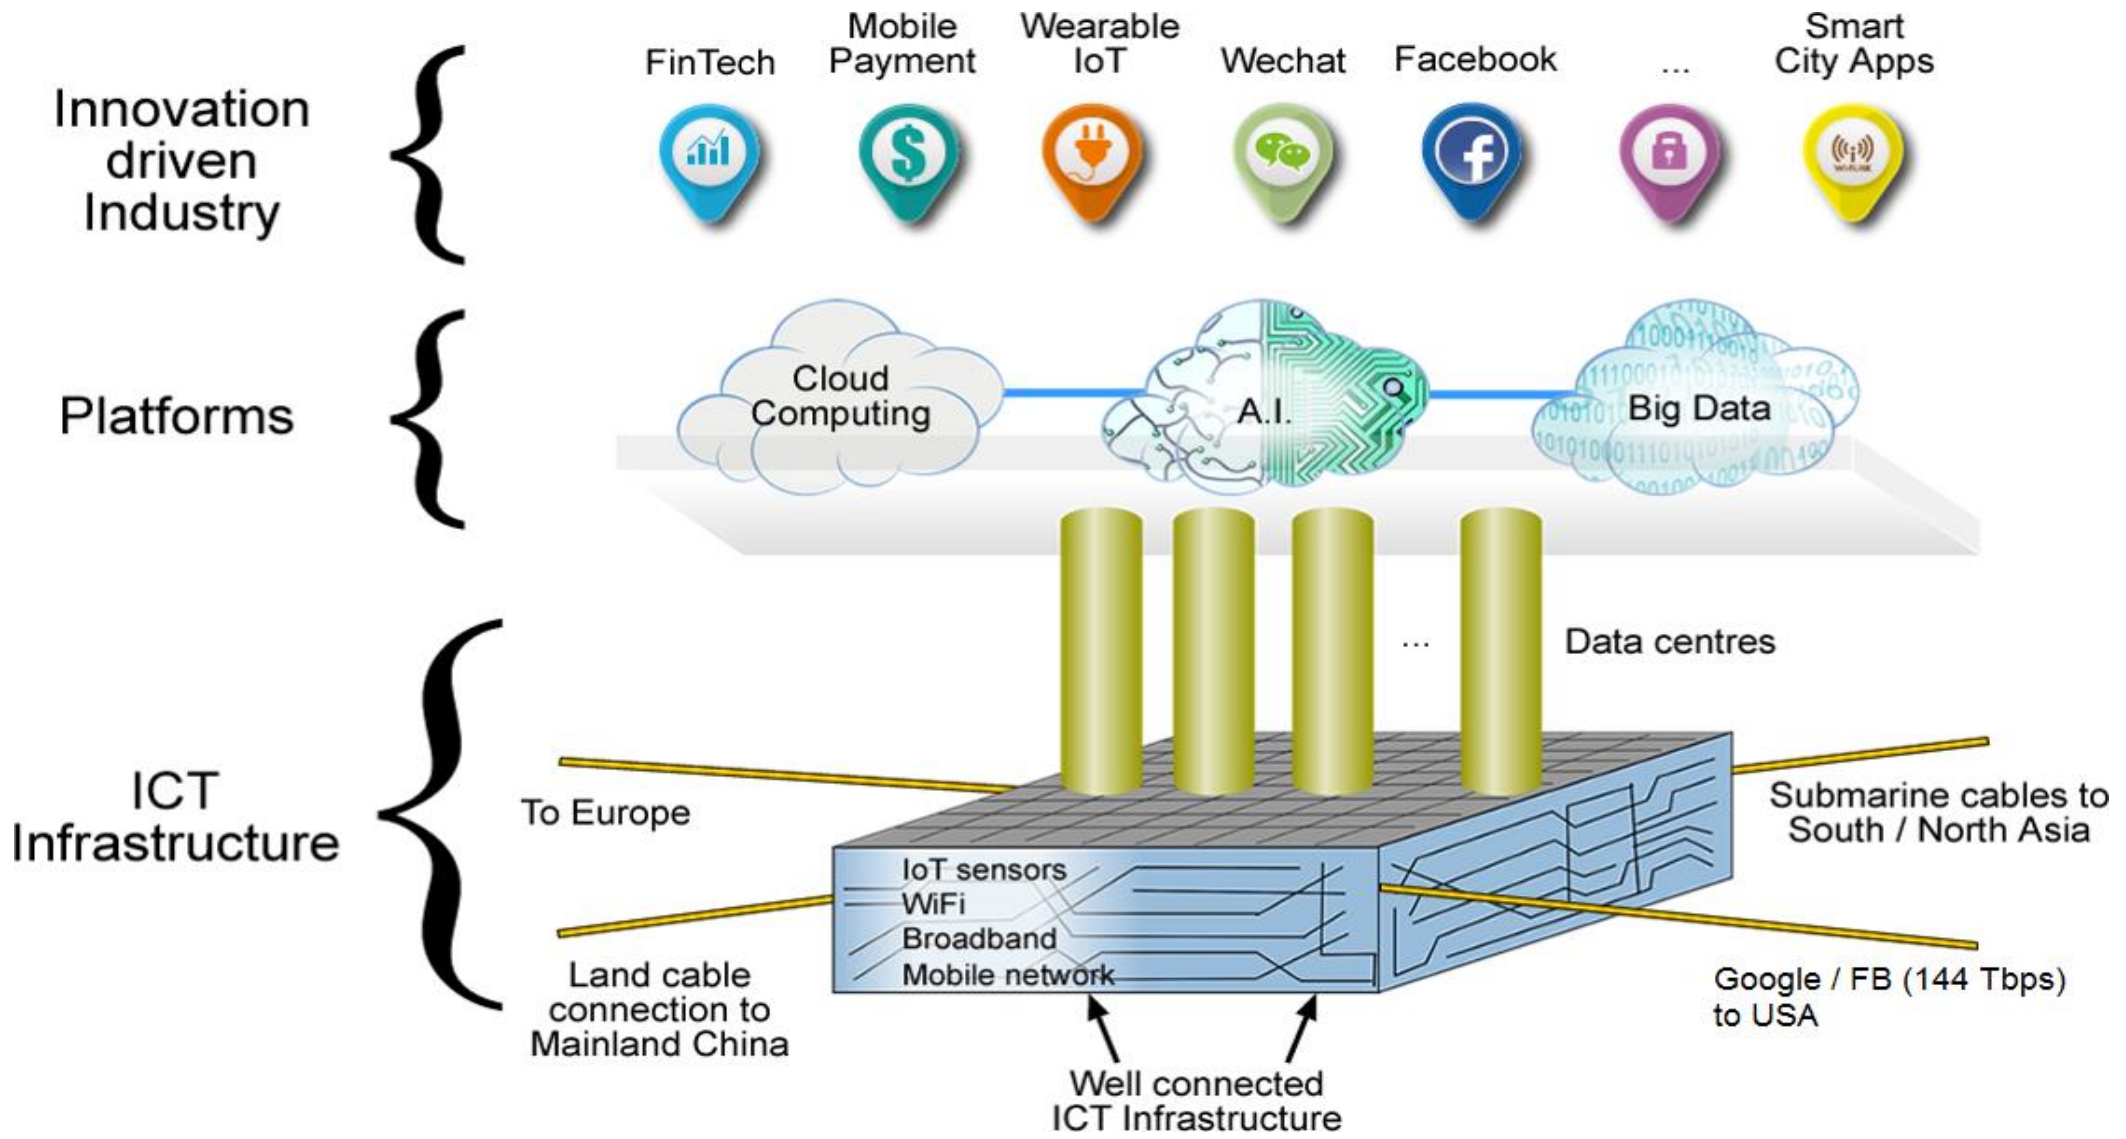 Innovation
driven
Industry
FinTech
Mobile
Payment
Wearable
IoT
Wechat
Facebook
...
Smart
City Apps
Platforms
Cloud
Computing
A.I.
Big Data
ICT
Infrastructure
...
Data centres
To Europe
Submarine cables to
South / North Asia
IoT sensors
WiFi
Broadband
Mobile network
Land cable
connection to
Mainland China
Google / FB (144 Tbps)
to USA
Well connected
ICT Infrastructure